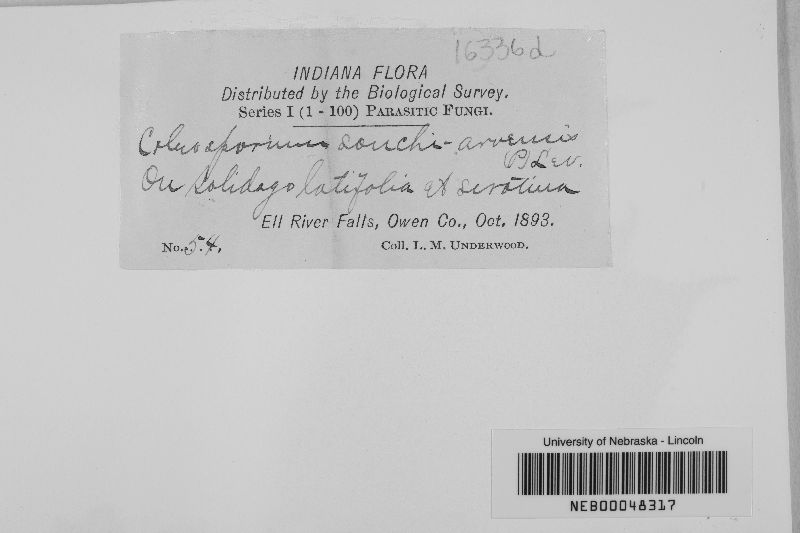 16336d
INDIANA FLORA
Distributed by the Biological Survey.
Series I (1 - 100) Parasitic Fungi.
Coleosporium sonchi-arvensis
(P) Lev.
On Solidago latifolia et serotina
Ell River Falls, Owen Co., Oct. 1893.
No. 54, Coll. L. M. Underwood.
University of Nebraska - Lincoln
NEB00048317